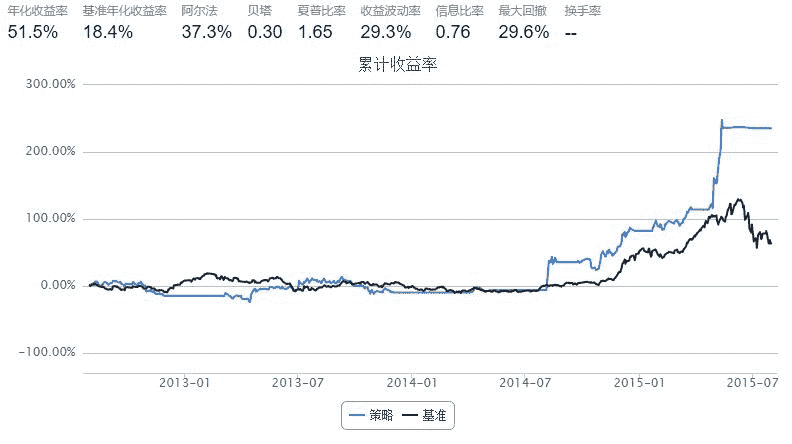 年化收益率 基准年化收益率 阿尔法 贝塔 夏普比率 收益波动率 信息比率 最大回撤 换手率
51.5% 18.4% 37.3% 0.30 1.65 29.3% 0.76 29.6% --
累计收益率
300.00%
200.00%
100.00%
0.00%
-100.00%
2013-01 2013-07 2014-01 2014-07 2015-01 2015-07
策略 基准